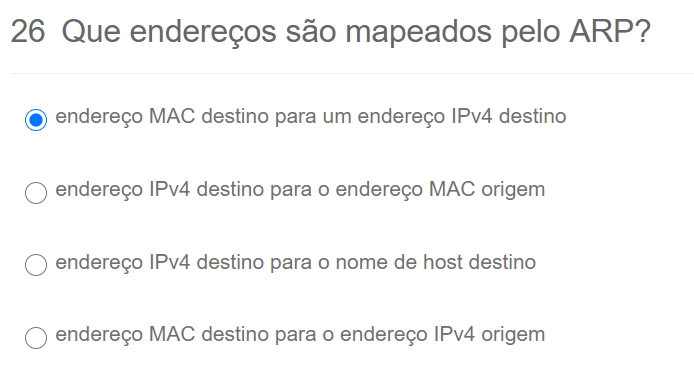 26 Que endereços são mapeados pelo ARP?
endereço MAC destino para um endereço IPv4 destino
endereço IPv4 destino para o endereço MAC origem
endereço IPv4 destino para o nome de host destino
endereço MAC destino para o endereço IPv4 origem